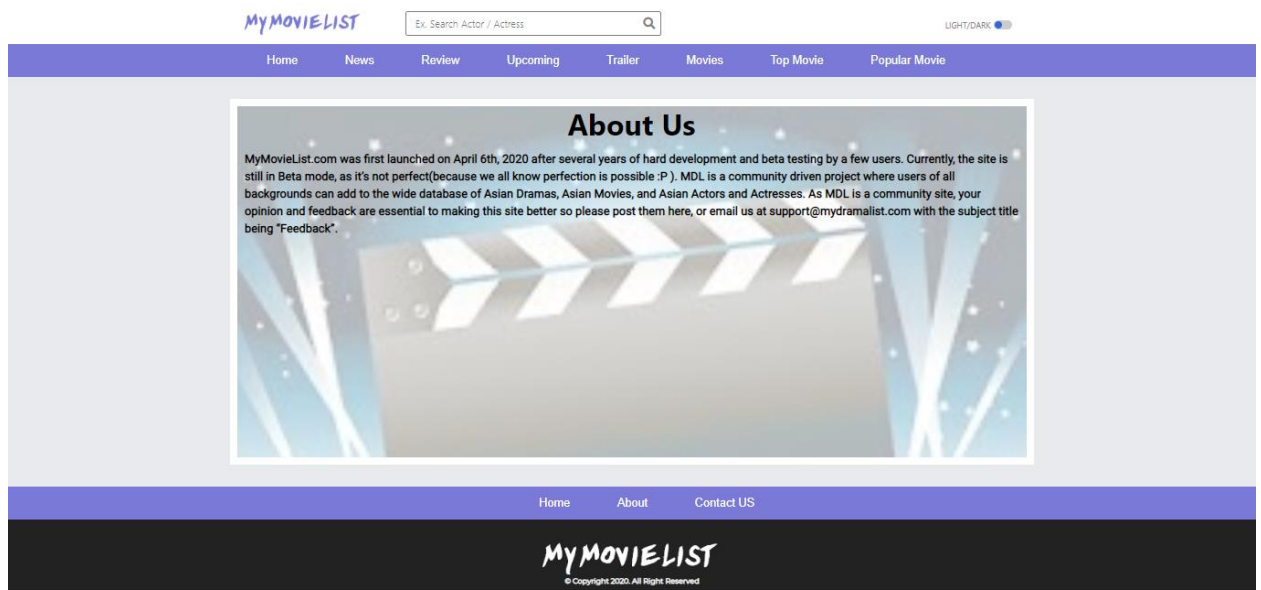 MY MOVIELIST
Ex. Search Actor / Actress
LIGHT/DARK
Home News Review Upcoming Trailer Movies Top Movie Popular Movie
About Us
MyMovieList.com was first launched on April 6th, 2020 after several years of hard development and beta testing by a few users. Currently, the site is
still in Beta mode, as it's not perfect(because we all know perfection is possible :P ). MDL is a community driven project where users of all
backgrounds can add to the wide database of Asian Dramas, Asian Movies, and Asian Actors and Actresses. As MDL is a community site, your
opinion and feedback are essential to making this site better so please post them here, or email us at support@mydramalist.com with the subject title
being "Feedback".
Home About Contact US
MY MOVIELIST
© Copyright 2020. All Right Reserved